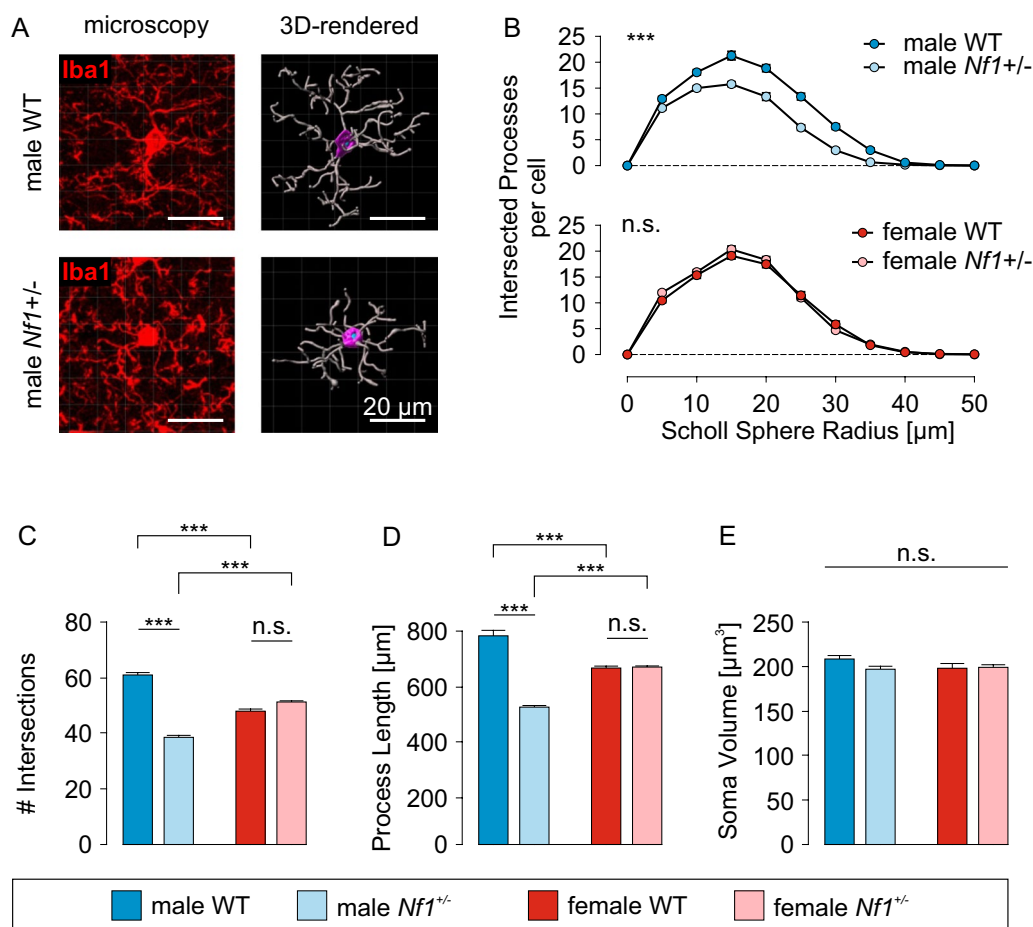 A
microscopy
3D-rendered
male WT
Iba1
male Nf1+/-
Iba1
20 µm
B
Intersected Processes
per cell
25
20
15
10
5
0
***
male WT
male Nf1+/-
25
20
15
10
5
0
n.s.
female WT
female Nf1+/-
0 10 20 30 40 50
Scholl Sphere Radius [µm]
C
***
***
***
n.s.
# Intersections
80
60
40
20
0
D
***
***
***
n.s.
Process Length [µm]
800
600
400
200
0
E
n.s.
Soma Volume [µm³]
250
200
150
100
50
0
male WT male Nf1+/- female WT female Nf1+/-